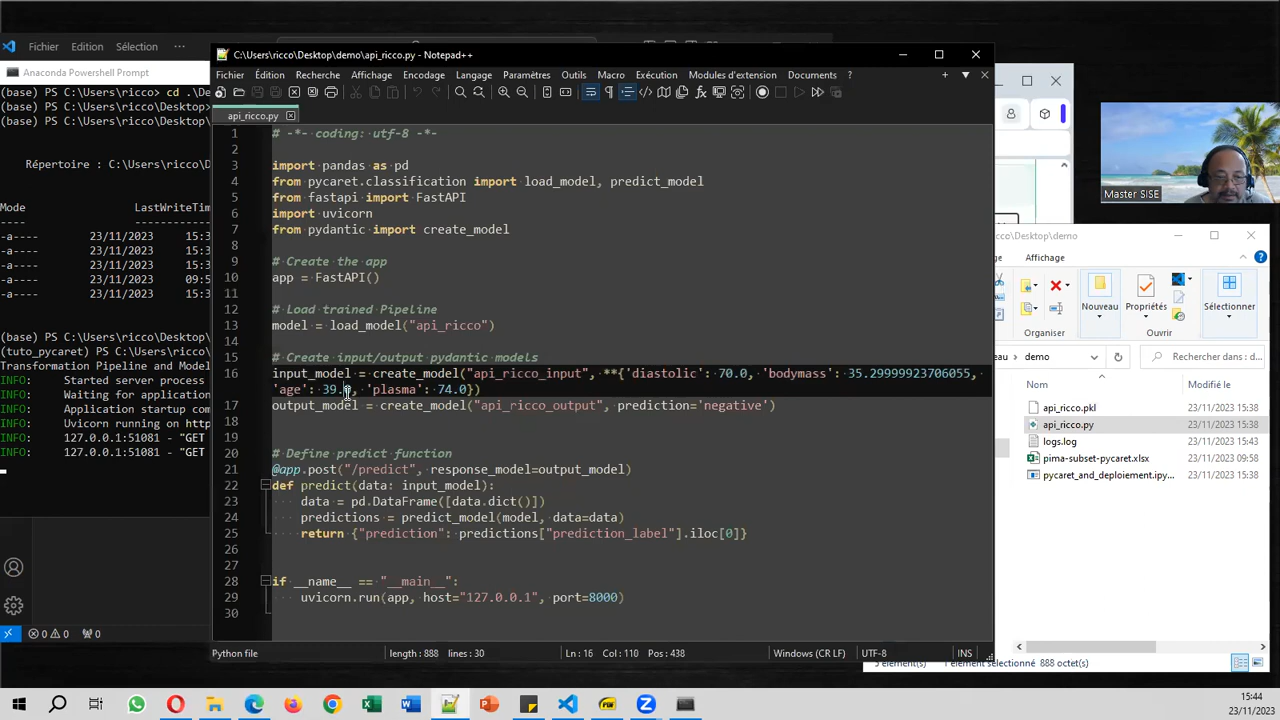 Fichier Edition Sélection ···
Anaconda Powershell Prompt
(base) PS C:\Users\ricco> cd .\De
(base) PS C:\Users\ricco\Desktop>
(base) PS C:\Users\ricco\Desktop>
Répertoire : C:\Users\ricco\D
Mode LastWriteTim
-a---- 23/11/2023 15:3
-a---- 23/11/2023 15:3
-a---- 23/11/2023 09:5
-a---- 23/11/2023 15:3
-a---- 23/11/2023 15:3
(base) PS C:\Users\ricco\Desktop\
(tuto_pycaret) PS C:\Users\ricco\
Transformation Pipeline and Model
INFO: Started server process
INFO: Waiting for application
INFO: Application startup comp
INFO: Uvicorn running on http
INFO: 127.0.0.1:51081 - "GET
INFO: 127.0.0.1:51081 - "GET
0 0 0
C:\Users\ricco\Desktop\demo\api_ricco.py - Notepad++
Fichier Édition Recherche Affichage Encodage Langage Paramètres Outils Macro Exécution Modules d'extension Documents ?
api_ricco.py
1 # -*- coding: utf-8 -*-
2
3 import pandas as pd
4 from pycaret.classification import load_model, predict_model
5 from fastapi import FastAPI
6 import uvicorn
7 from pydantic import create_model
8
9 # Create the app
10 app = FastAPI()
11
12 # Load trained Pipeline
13 model = load_model("api_ricco")
14
15 # Create input/output pydantic models
16 input_model = create_model("api_ricco_input", **{'diastolic': 70.0, 'bodymass': 35.29999923706055,
'age': 39.0, 'plasma': 74.0})
17 output_model = create_model("api_ricco_output", prediction='negative')
18
19
20 # Define predict function
21 @app.post("/predict", response_model=output_model)
22 def predict(data: input_model):
23 data = pd.DataFrame([data.dict()])
24 predictions = predict_model(model, data=data)
25 return {"prediction": predictions["prediction_label"].iloc[0]}
26
27
28 if __name__ == "__main__":
29 uvicorn.run(app, host="127.0.0.1", port=8000)
30
Python file length : 888 lines : 30 Ln : 16 Col : 110 Pos : 438 Windows (CR LF) UTF-8 INS
Master SISE
cco\Desktop\demo
ge Affichage
Nouveau Propriétés Sélectionner
Organiser Ouvrir
eau demo Rechercher dans : d
Nom Modifié
api_ricco.pkl 23/11/2023 15:38
api_ricco.py 23/11/2023 15:38
logs.log 23/11/2023 15:43
pima-subset-pycaret.xlsx 23/11/2023 09:58
pycaret_and_deploiement.ipy... 23/11/2023 15:38
5 élément(s) 1 élément sélectionné 888 octet(s)
15:44
23/11/2023